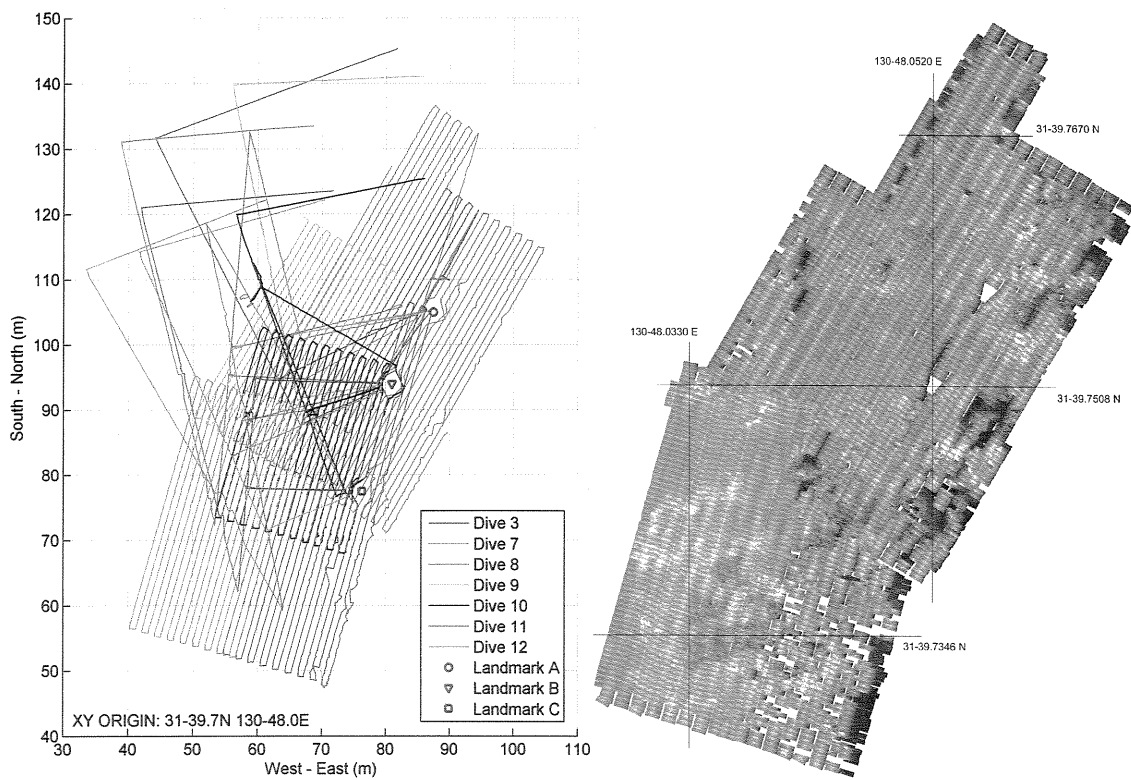 150
140
130
120
110
100
90
80
70
60
50
40
South - North (m)
30
40
50
60
70
80
90
100
110
West - East (m)
XY ORIGIN: 31-39.7N 130-48.0E
Dive 3
Dive 7
Dive 8
Dive 9
Dive 10
Dive 11
Dive 12
Landmark A
Landmark B
Landmark C
130-48.0520 E
31-39.7670 N
130-48.0330 E
31-39.7508 N
31-39.7346 N